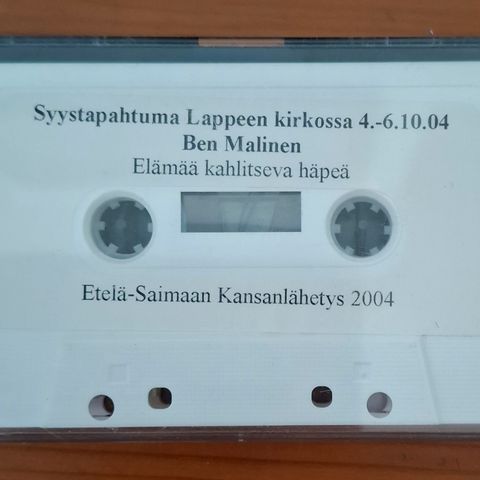 Syystapahtuma Lappeen kirkossa 4.-6.10.04
Ben Malinen
Elämää kahlitseva häpeä
Etelä-Saimaan Kansanlähetys 2004